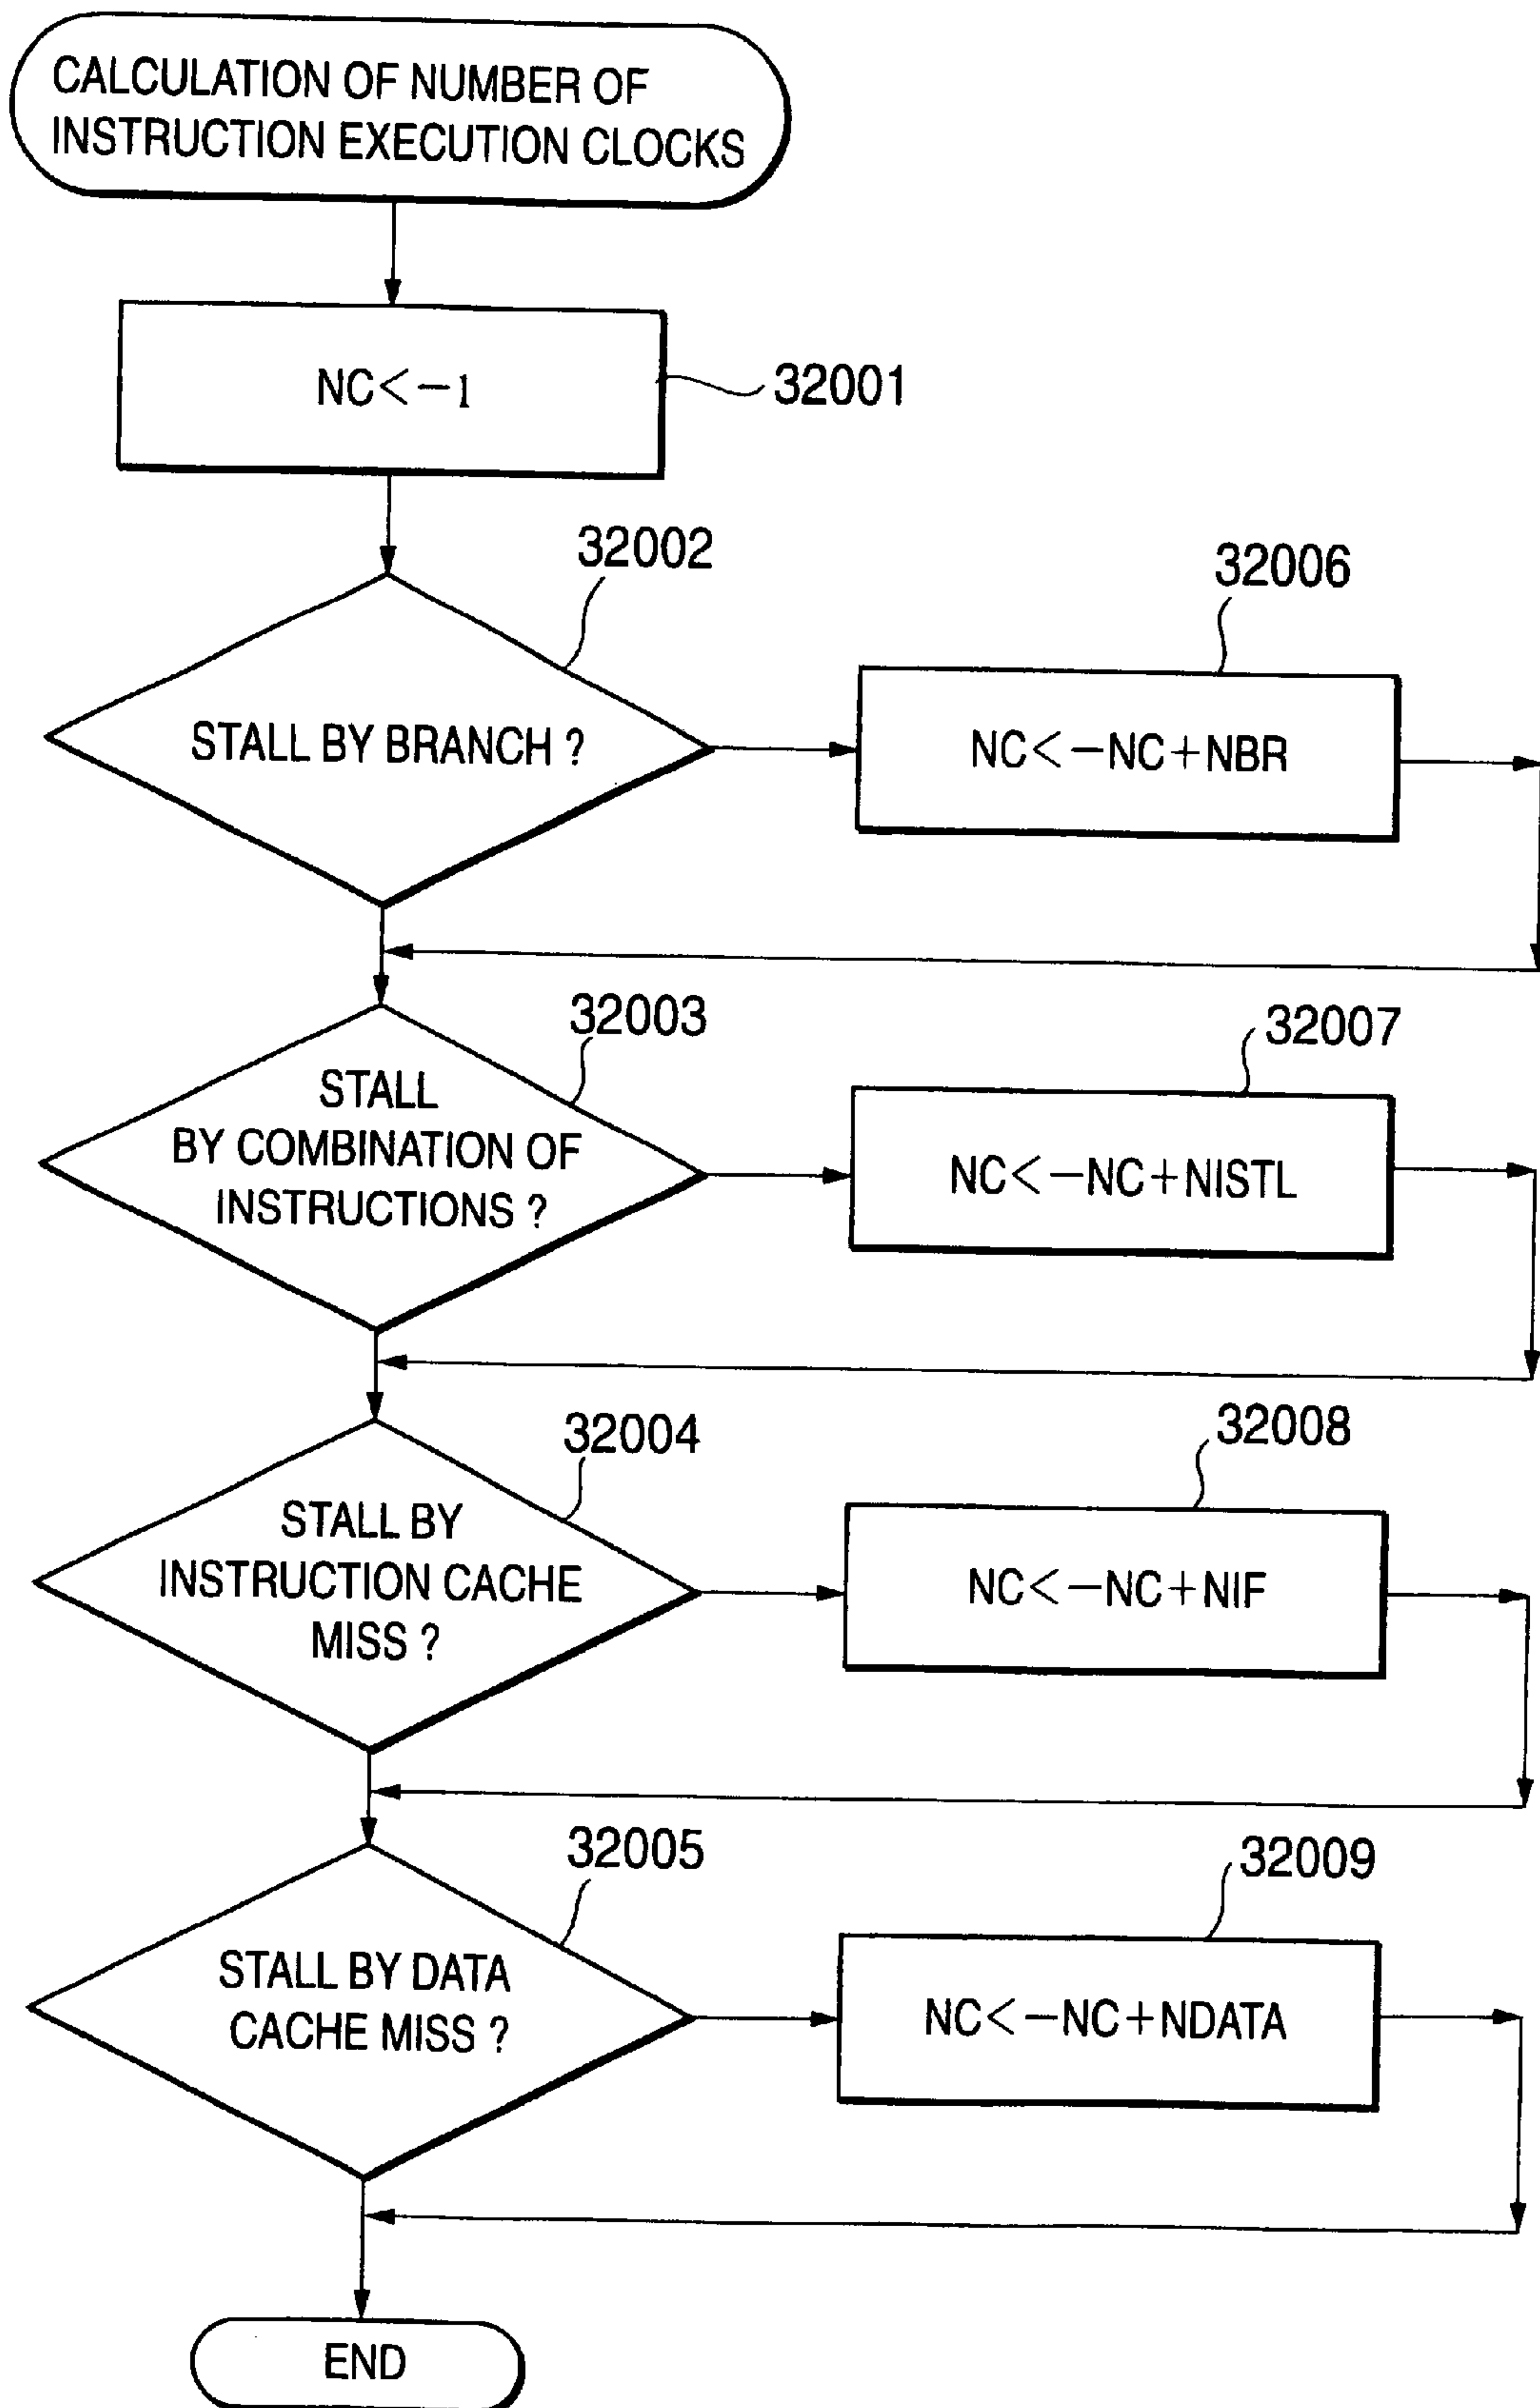 CALCULATION OF NUMBER OF
INSTRUCTION EXECUTION CLOCKS
NC<−1
32001
32002
STALL BY BRANCH ?
32006
NC<−NC+NBR
32003
STALL
BY COMBINATION OF
INSTRUCTIONS ?
32007
NC<−NC+NISTL
32004
STALL BY
INSTRUCTION CACHE
MISS ?
32008
NC<−NC+NIF
32005
STALL BY DATA
CACHE MISS ?
32009
NC<−NC+NDATA
END